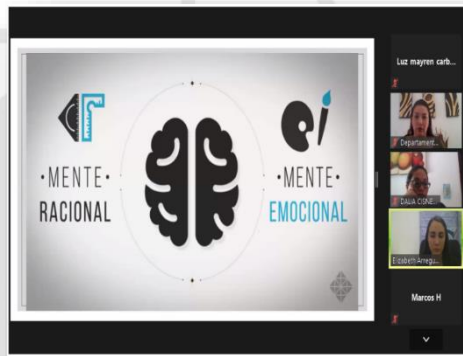 ·MENTE·
RACIONAL
·MENTE·
EMOCIONAL
Luz mayren carb...
Departament...
DALIA CISNE...
Elizabeth Arregu...
Marcos H